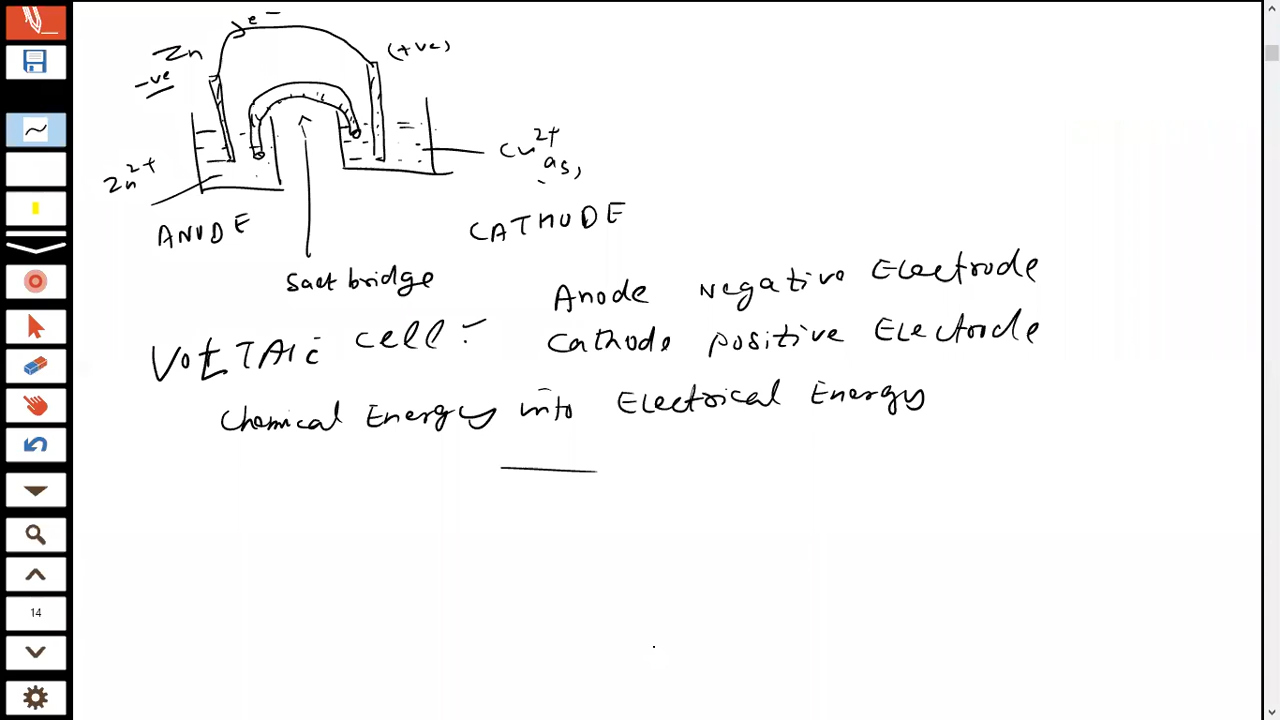 e-
Zn
(+ve)
-ve
Cu2+
as,
Zn2+
ANODE
CATHODE
Salt bridge
Anode Negative Electrode
VOLTAIC cell :-
Cathode positive Electrode
Chemical Energy into Electrical Energy
14